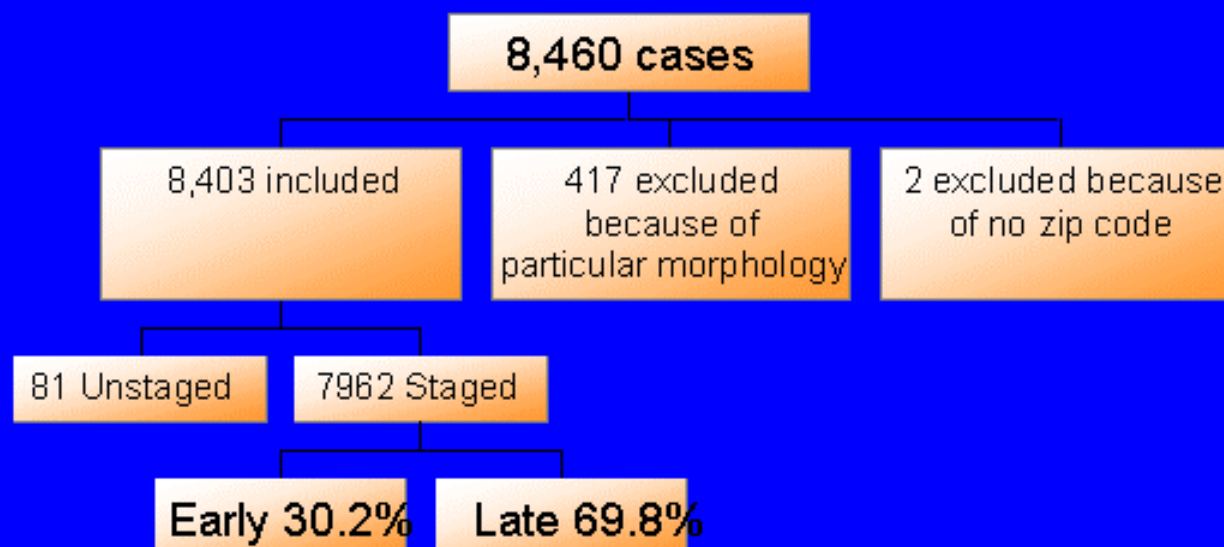 8,460 cases
8,403 included
417 excluded
because of
particular morphology
2 excluded because
of no zip code
81 Unstaged
7962 Staged
Early 30.2%
Late 69.8%